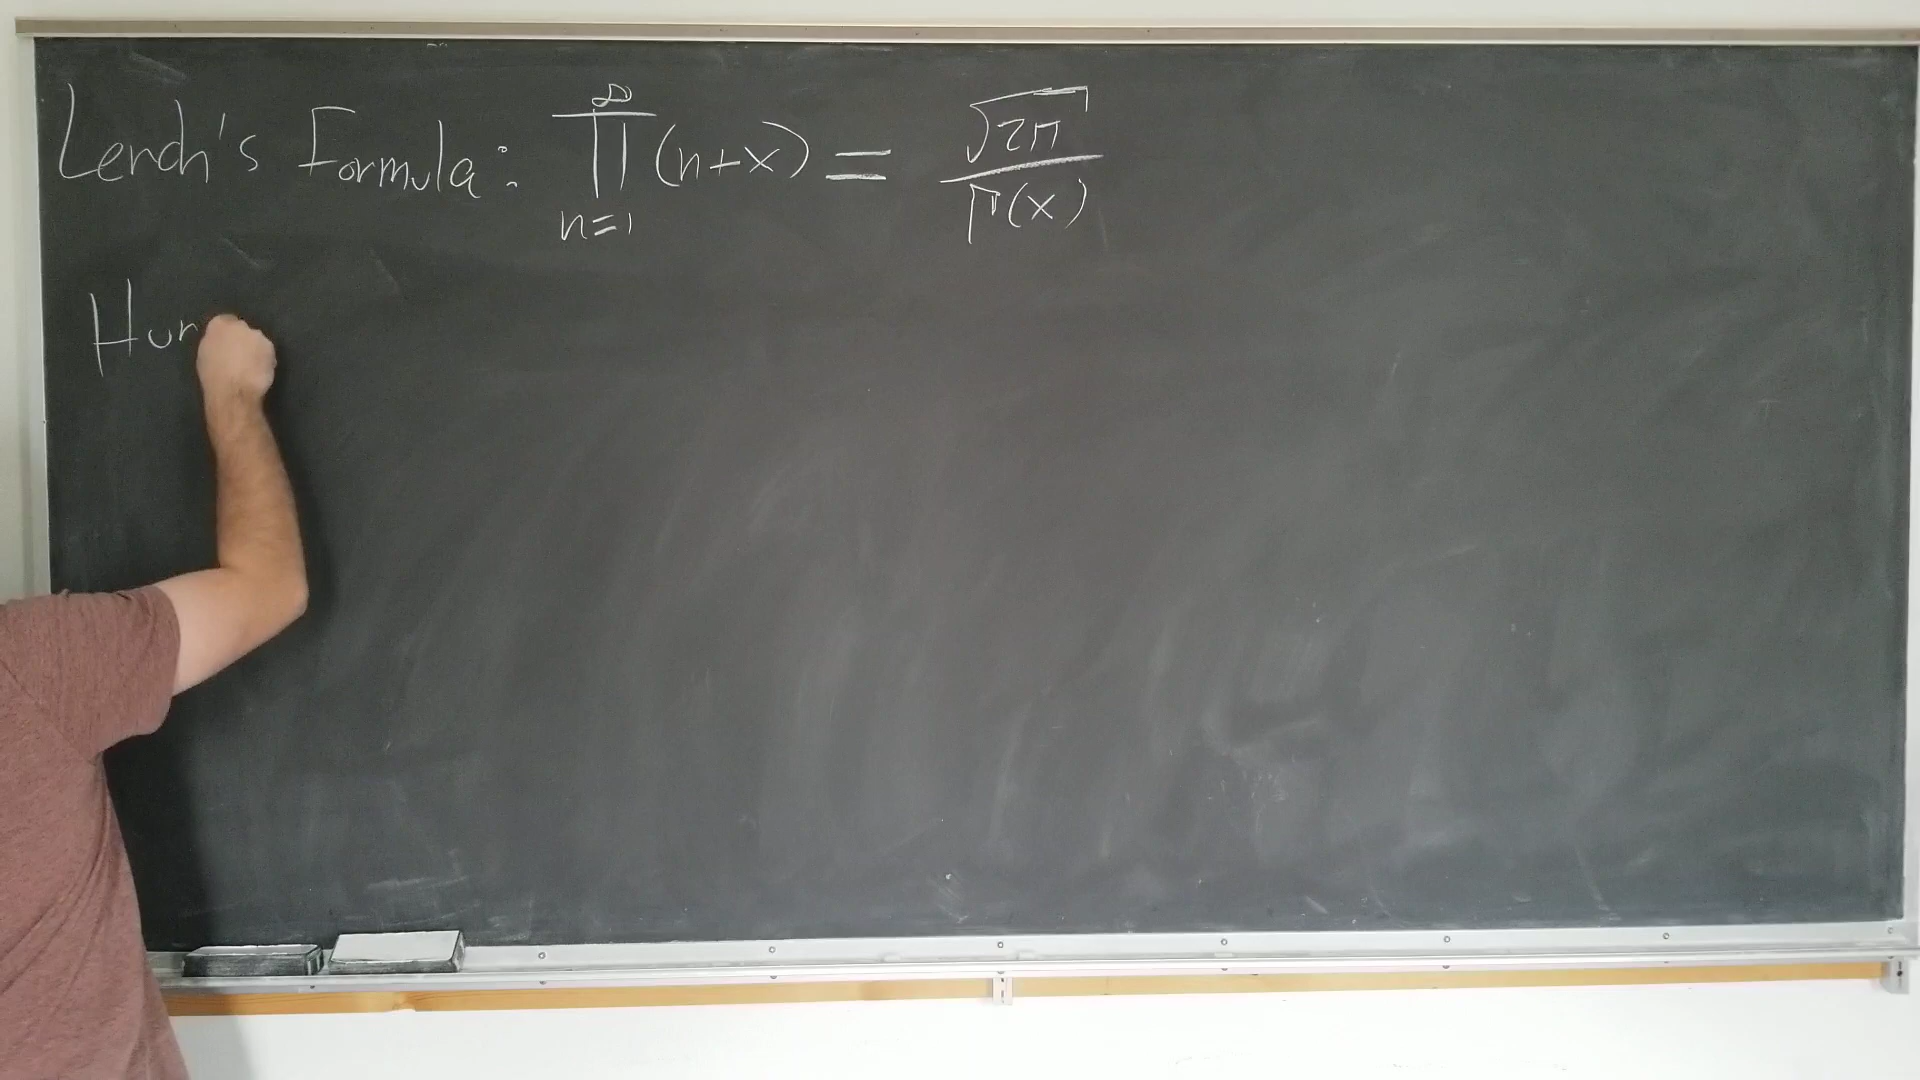 Lerch's Formula: ∏_{n=1}^{∞} (n+x) = √(2π) / Γ(x)
Hur